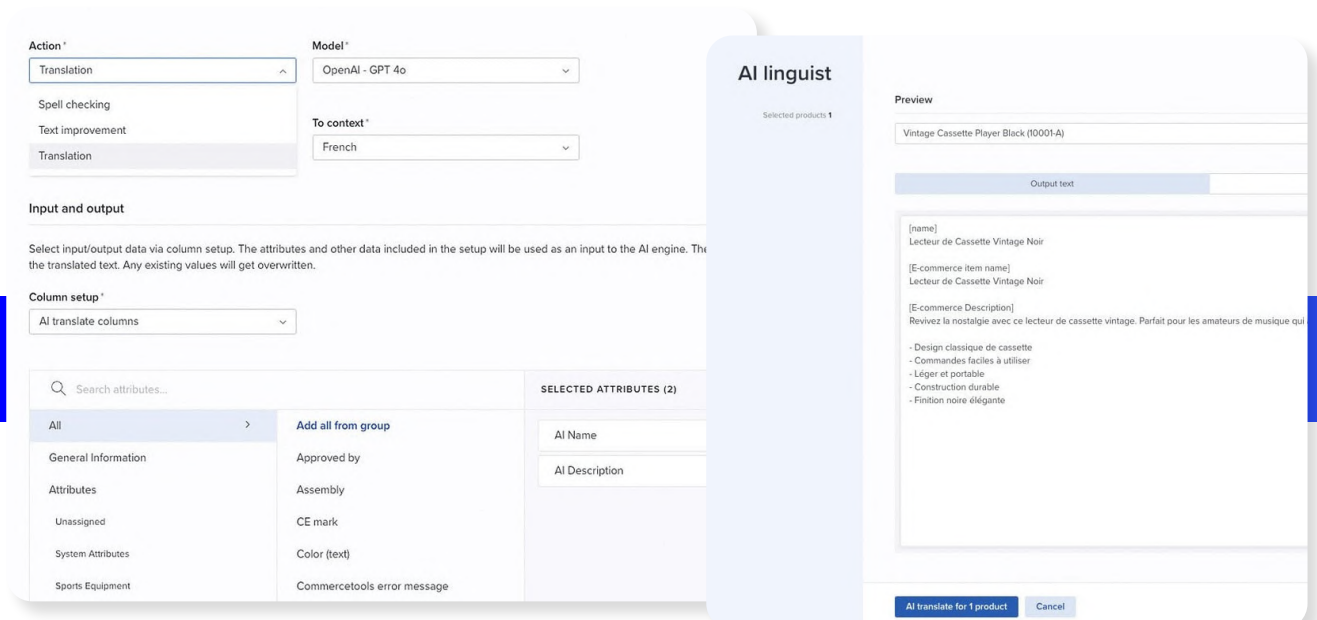 Action*
Translation
Spell checking
Text improvement
Translation
Model*
OpenAI - GPT 4o
To context*
French
Input and output
Select input/output data via column setup. The attributes and other data included in the setup will be used as an input to the AI engine. The
the translated text. Any existing values will get overwritten.
Column setup*
AI translate columns
Search attributes...
All
General Information
Attributes
Unassigned
System Attributes
Sports Equipment
Add all from group
Approved by
Assembly
CE mark
Color (text)
Commercetools error message
SELECTED ATTRIBUTES (2)
AI Name
AI Description
AI linguist
Selected products 1
Preview
Vintage Cassette Player Black (10001-A)
Output text
[name]
Lecteur de Cassette Vintage Noir
[E-commerce item name]
Lecteur de Cassette Vintage Noir
[E-commerce Description]
Revivez la nostalgie avec ce lecteur de cassette vintage. Parfait pour les amateurs de musique qui
- Design classique de cassette
- Commandes faciles à utiliser
- Léger et portable
- Construction durable
- Finition noire élégante
AI translate for 1 product
Cancel